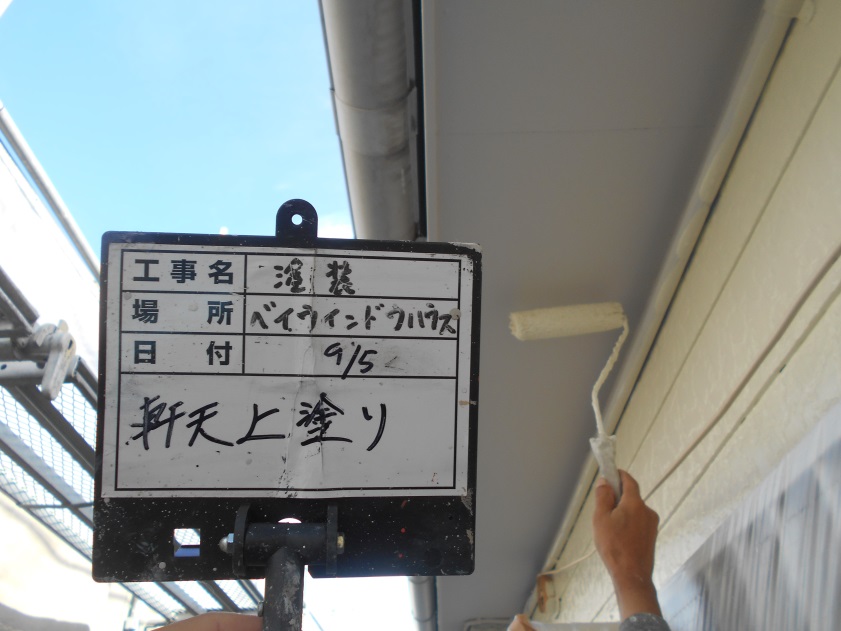 工事名 塗装
場所 ベイウインドウハウス
日付 9/5
軒天上塗り